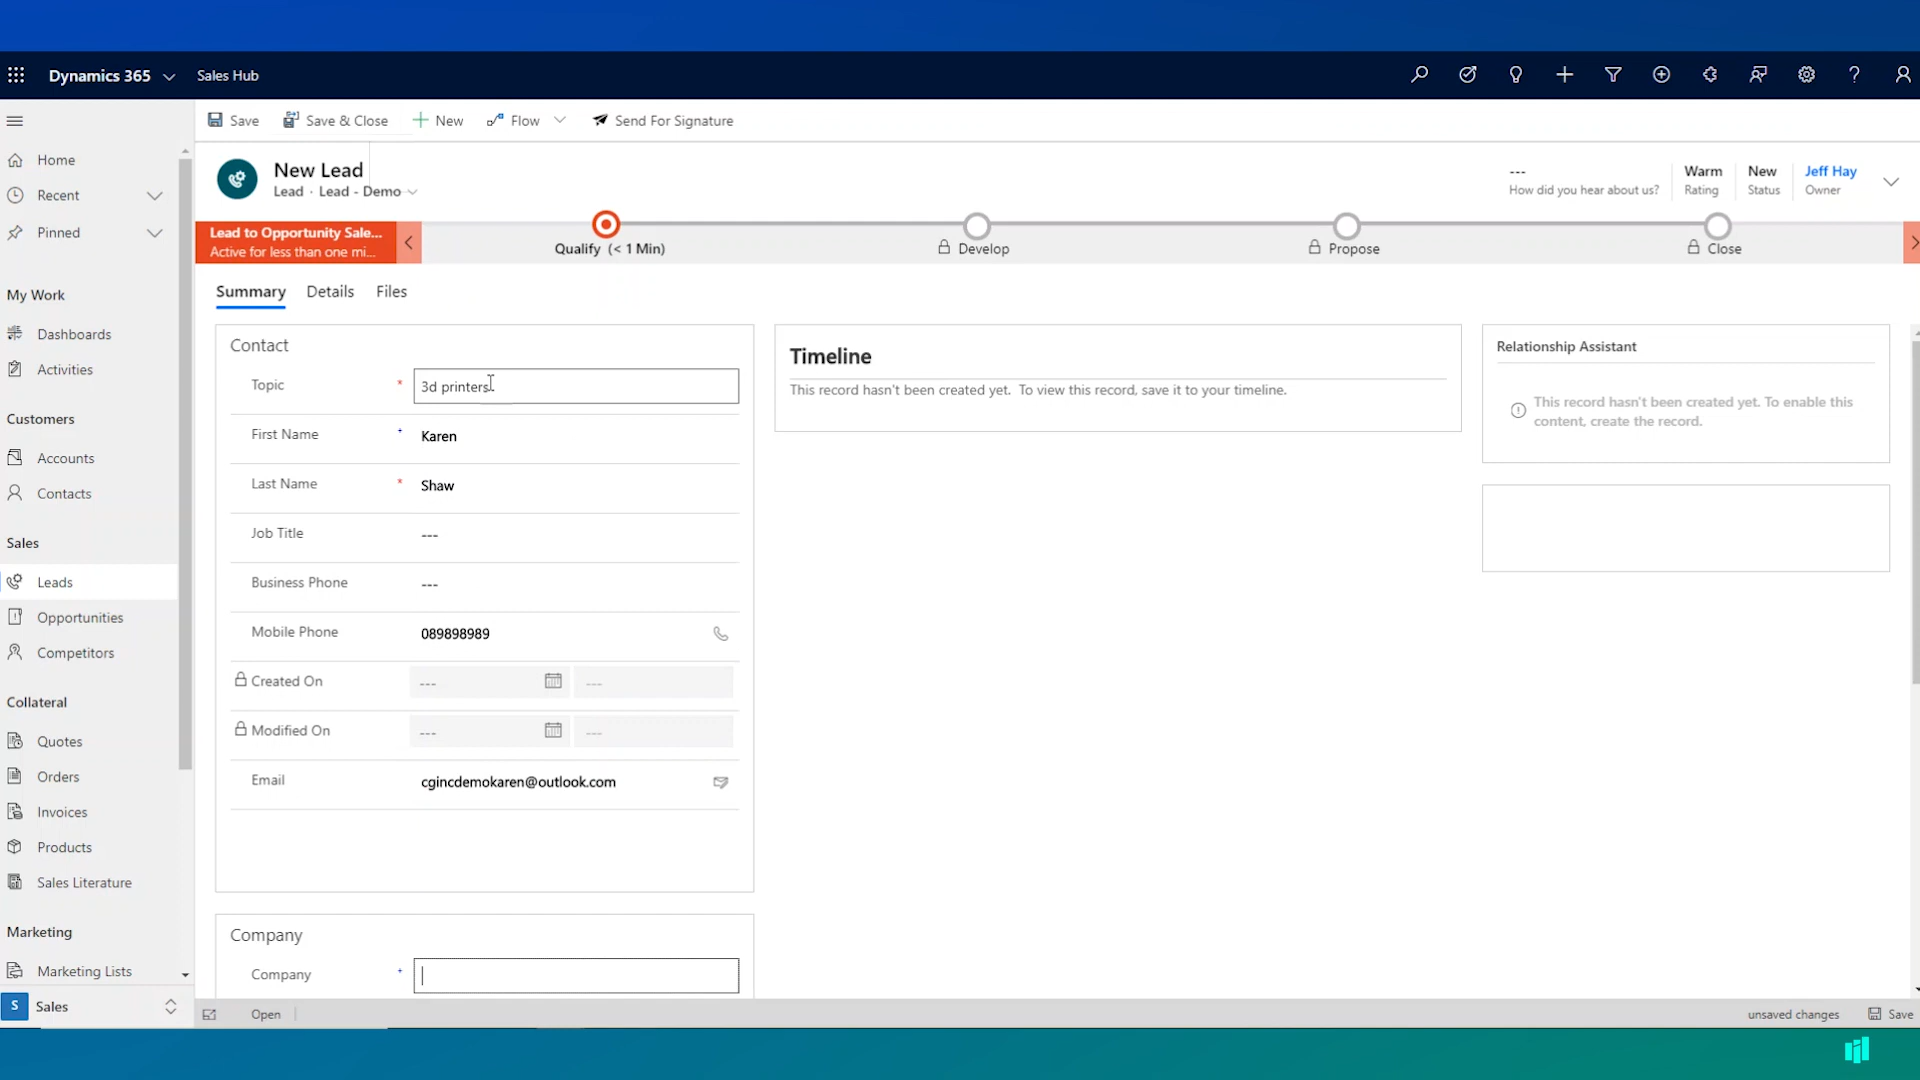 Dynamics 365
Sales Hub
Save
Save & Close
New
Flow
Send For Signature
Home
Recent
Pinned
My Work
Dashboards
Activities
Customers
Accounts
Contacts
Sales
Leads
Opportunities
Competitors
Collateral
Quotes
Orders
Invoices
Products
Sales Literature
Marketing
Marketing Lists
S Sales
New Lead
Lead · Lead - Demo
---
How did you hear about us?
Warm
Rating
New
Status
Jeff Hay
Owner
Lead to Opportunity Sale...
Active for less than one mi...
Qualify (< 1 Min)
Develop
Propose
Close
Summary
Details
Files
Contact
Topic * 3d printers
First Name + Karen
Last Name * Shaw
Job Title ---
Business Phone ---
Mobile Phone 089898989
Created On --- ---
Modified On --- ---
Email cgincdemokaren@outlook.com
Company
Company +
Timeline
This record hasn't been created yet. To view this record, save it to your timeline.
Relationship Assistant
This record hasn't been created yet. To enable this
content, create the record.
Open
unsaved changes
Save